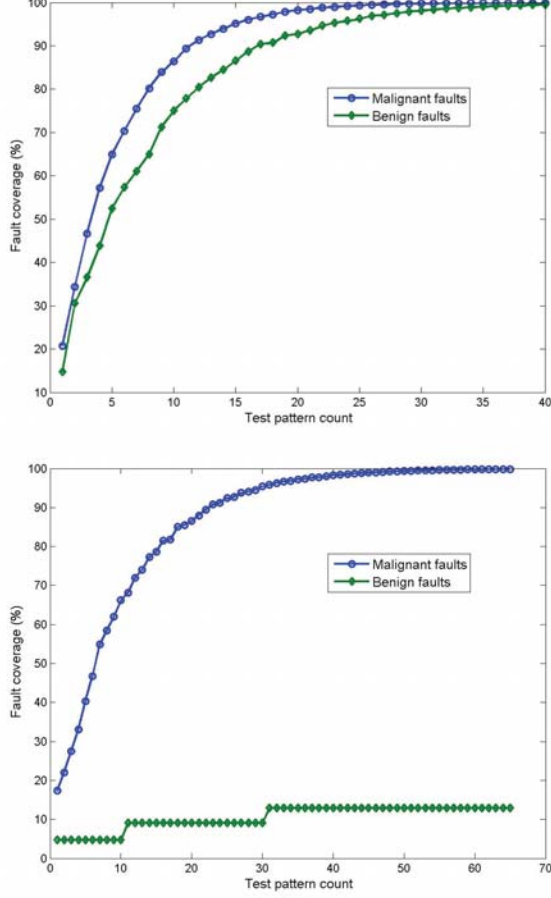 100
90
80
70
60
50
40
30
20
10
Fault coverage (%)
Malignant faults
Benign faults
0 5 10 15 20 25 30 35 40
Test pattern count
100
90
80
70
60
50
40
30
20
10
0
Fault coverage (%)
Malignant faults
Benign faults
0 10 20 30 40 50 60 70
Test pattern count